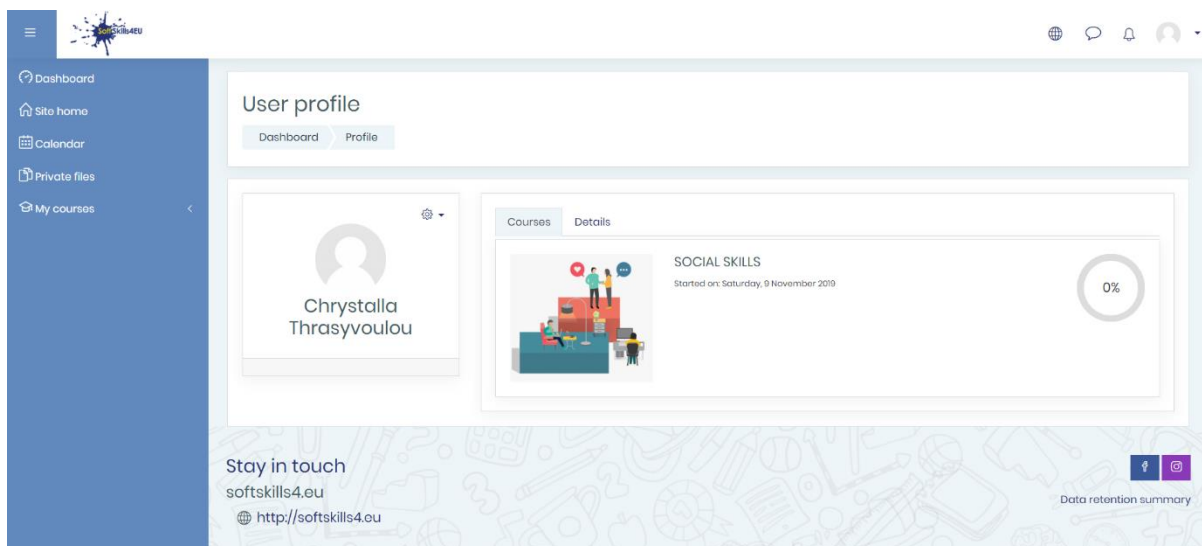 SoftSkills4EU
Dashboard
Site home
Calendar
Private files
My courses
User profile
Dashboard
Profile
Chrystalla
Thrasyvoulou
Courses
Details
SOCIAL SKILLS
Started on: Saturday, 9 November 2019
0%
Stay in touch
softskills4.eu
http://softskills4.eu
Data retention summary